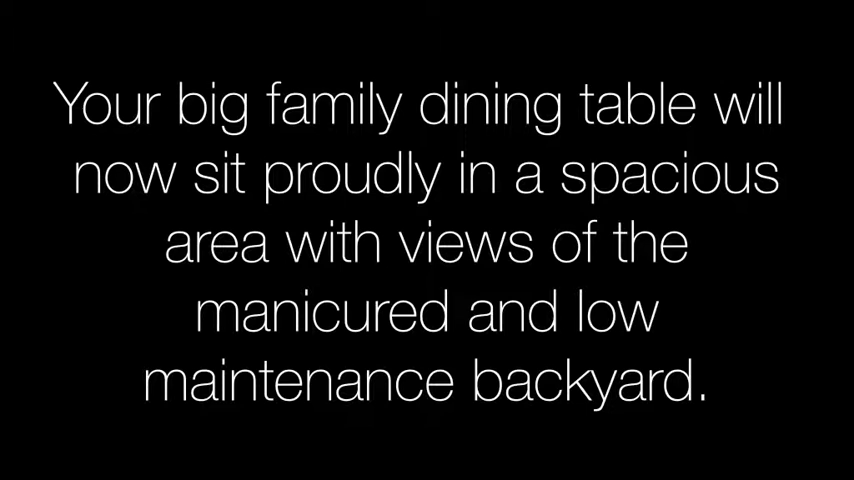 Your big family dining table will
now sit proudly in a spacious
area with views of the
manicured and low
maintenance backyard.